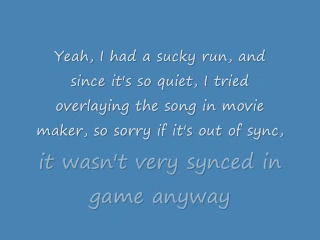 Yeah, I had a sucky run, and
since it's so quiet, I tried
overlaying the song in movie
maker, so sorry if it's out of sync,
it wasn't very synced in
game anyway